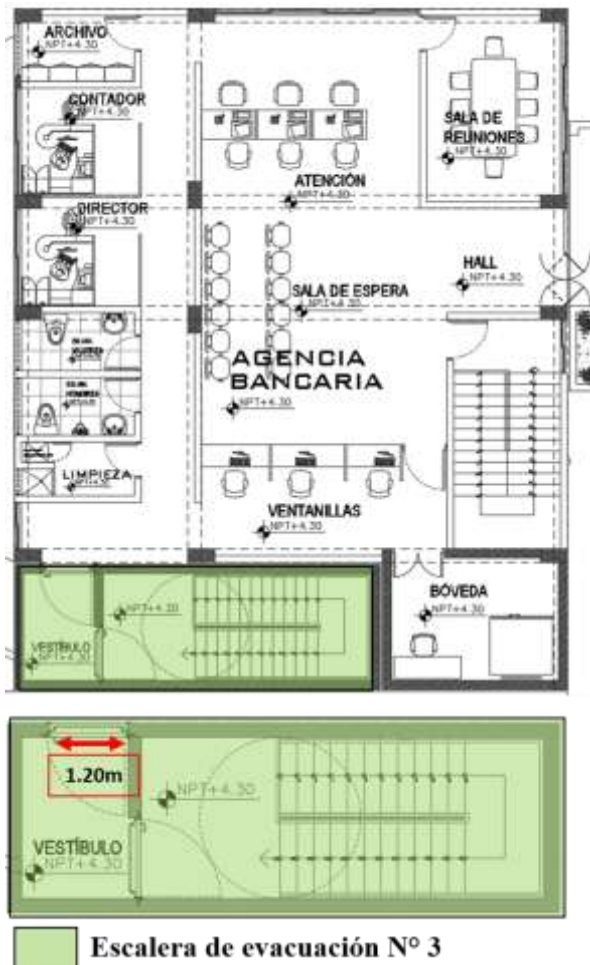 ARCHIVO
NPT+4.30
CONTADOR
NPT+4.30
SALA DE
REUNIONES
NPT+4.30
ATENCIÓN
NPT+4.30
DIRECTOR
NPT+4.30
HALL
NPT+4.30
SALA DE ESPERA
NPT+4.30
AGENCIA
BANCARIA
NPT+4.30
LIMPIEZA
NPT+4.30
VENTANILLAS
NPT+4.30
BÓVEDA
NPT+4.30
NPT+4.30
VESTÍBULO
NPT+4.30
1.20m
NPT+4.30
VESTÍBULO
NPT+4.30
Escalera de evacuación N° 3